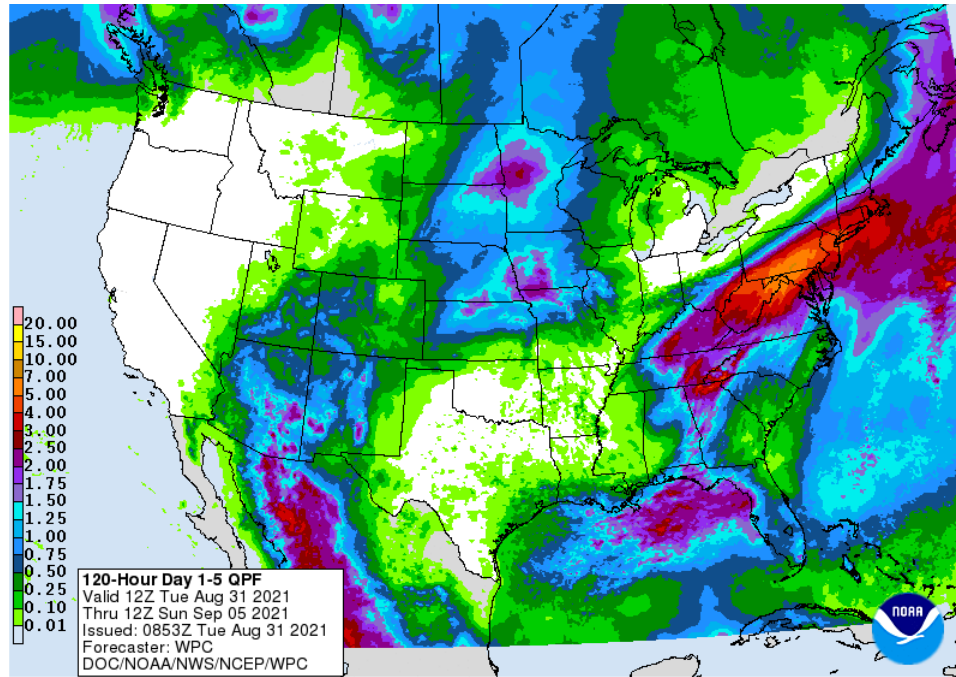 20.00
15.00
10.00
7.00
5.00
4.00
3.00
2.50
2.00
1.75
1.50
1.25
1.00
0.75
0.50
0.25
0.10
0.01
120-Hour Day 1-5 QPF
Valid 12Z Tue Aug 31 2021
Thru 12Z Sun Sep 05 2021
Issued: 0853Z Tue Aug 31 2021
Forecaster: WPC
DOC/NOAA/NWS/NCEP/WPC
NOAA